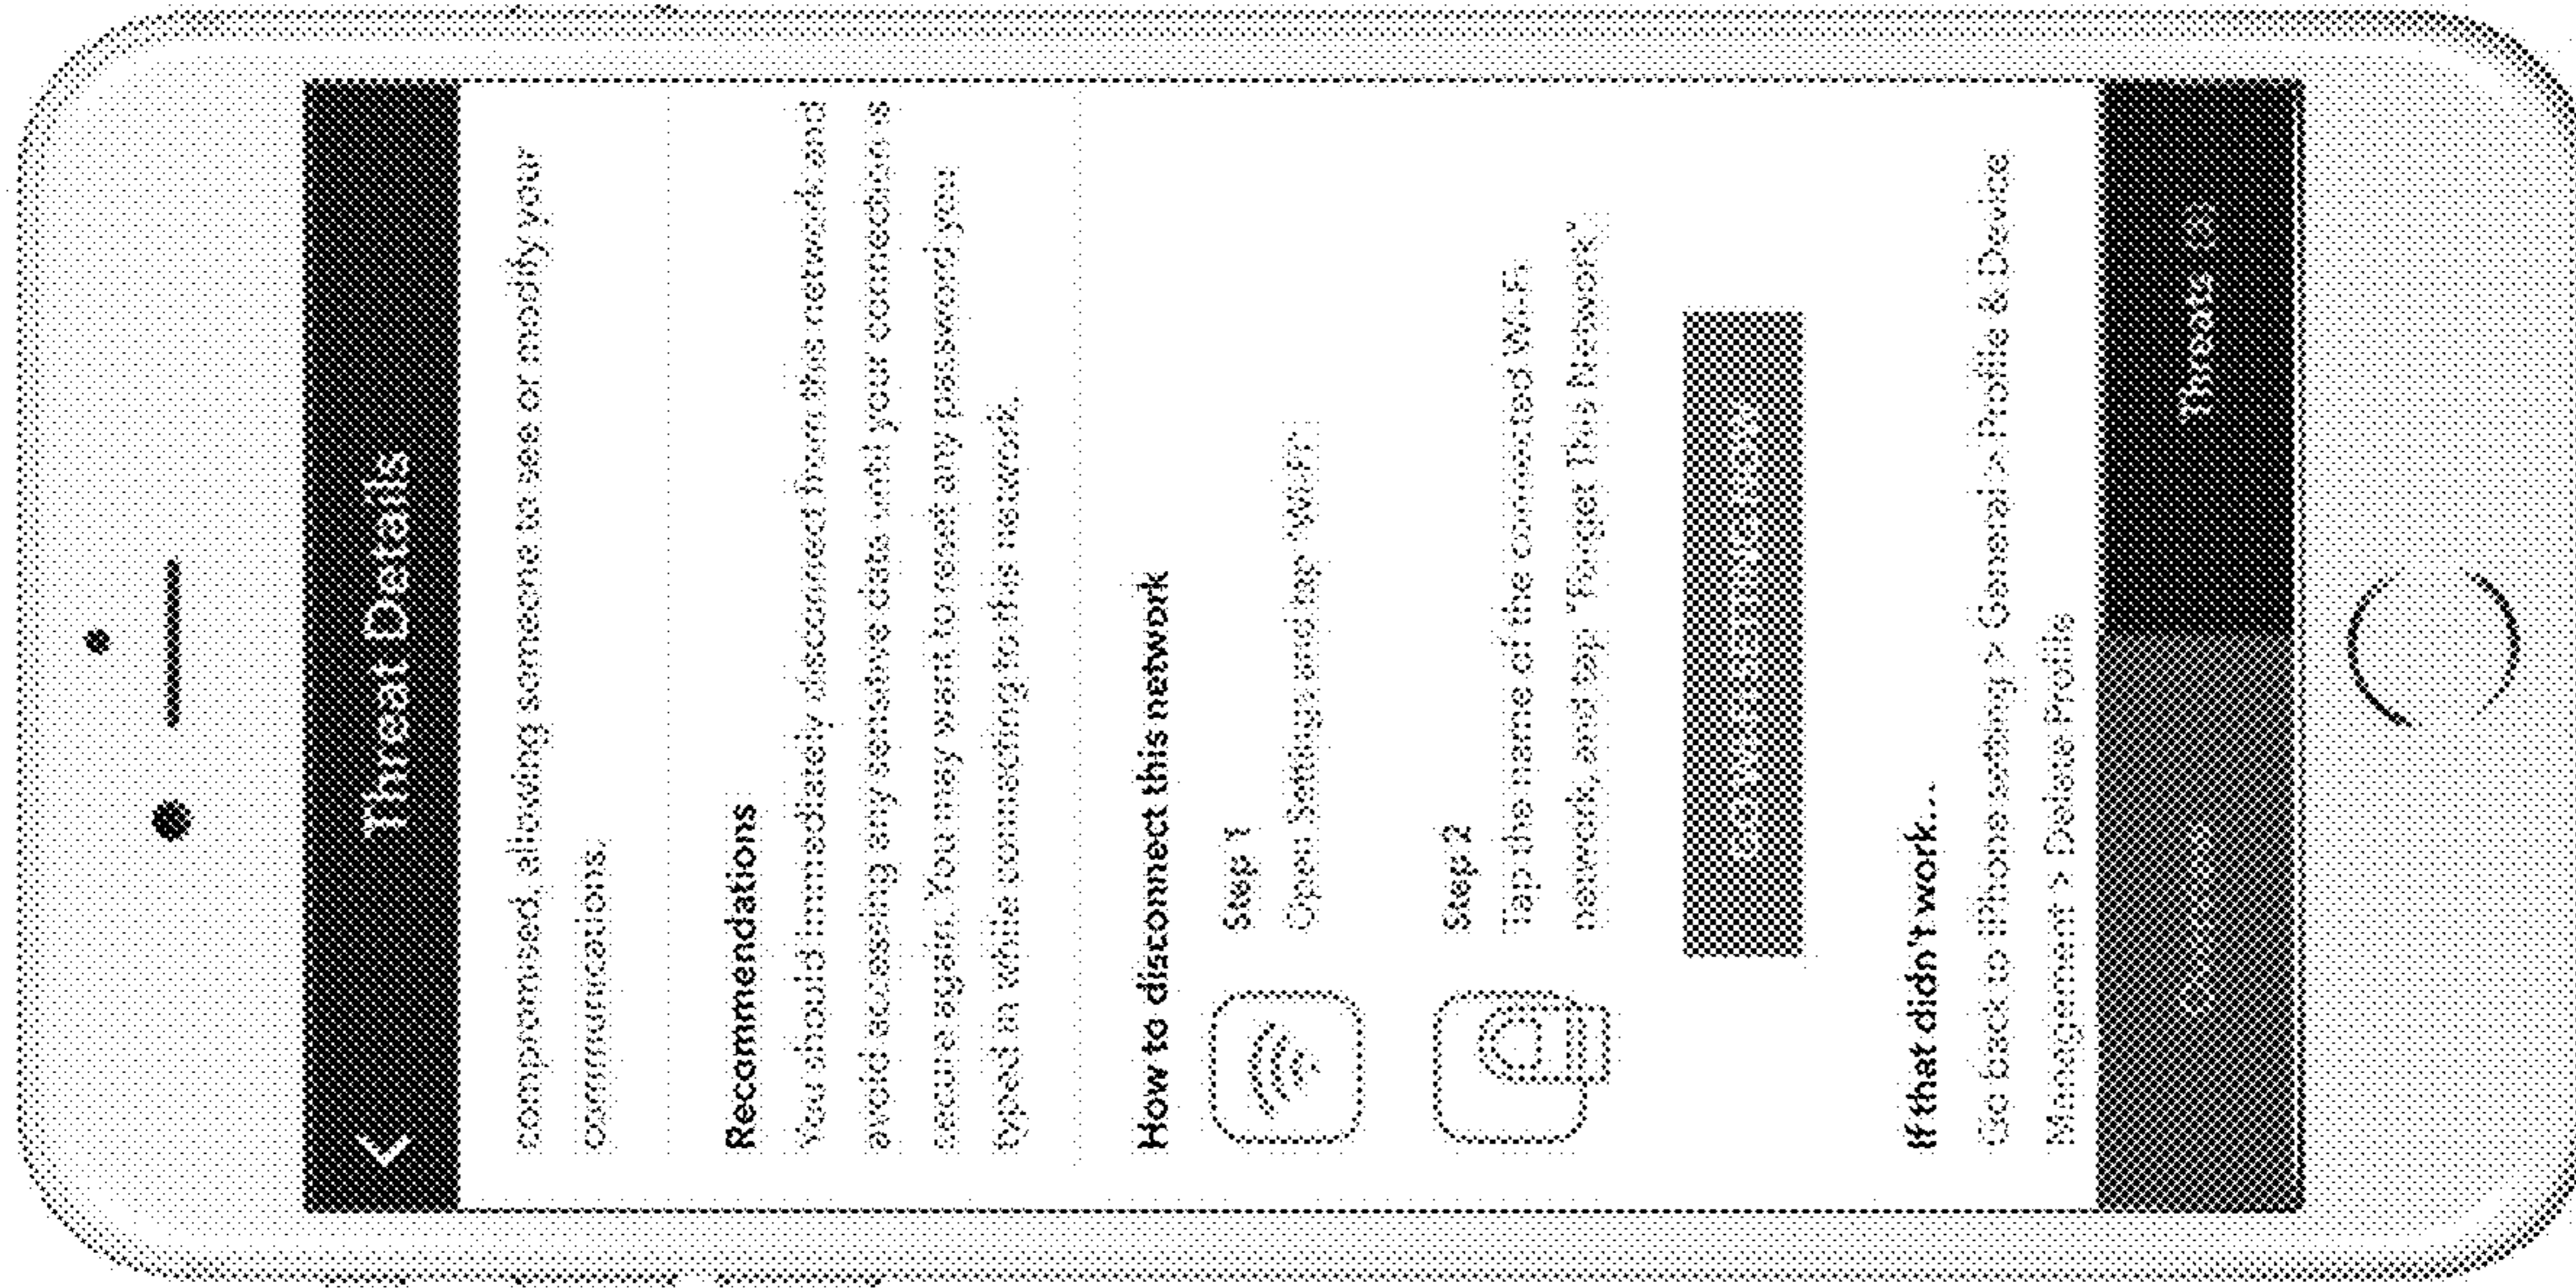 Threat Details
compromised, allowing someone to see or modify your
communications.
Recommendations
You should immediately disconnect from this network and
avoid accessing any sensitive data until your connection is
secure again. You may want to reset any password you
typed in while connecting to this network.
How to disconnect this network
Step 1
Open Settings and tap "Wi-Fi"
Step 2
Tap the name of the connected Wi-Fi
network, and tap "Forget This Network"
If that didn't work...
Go back to iPhone setting > General > Profile & Device
Management > Delete Profile
Threats (8)